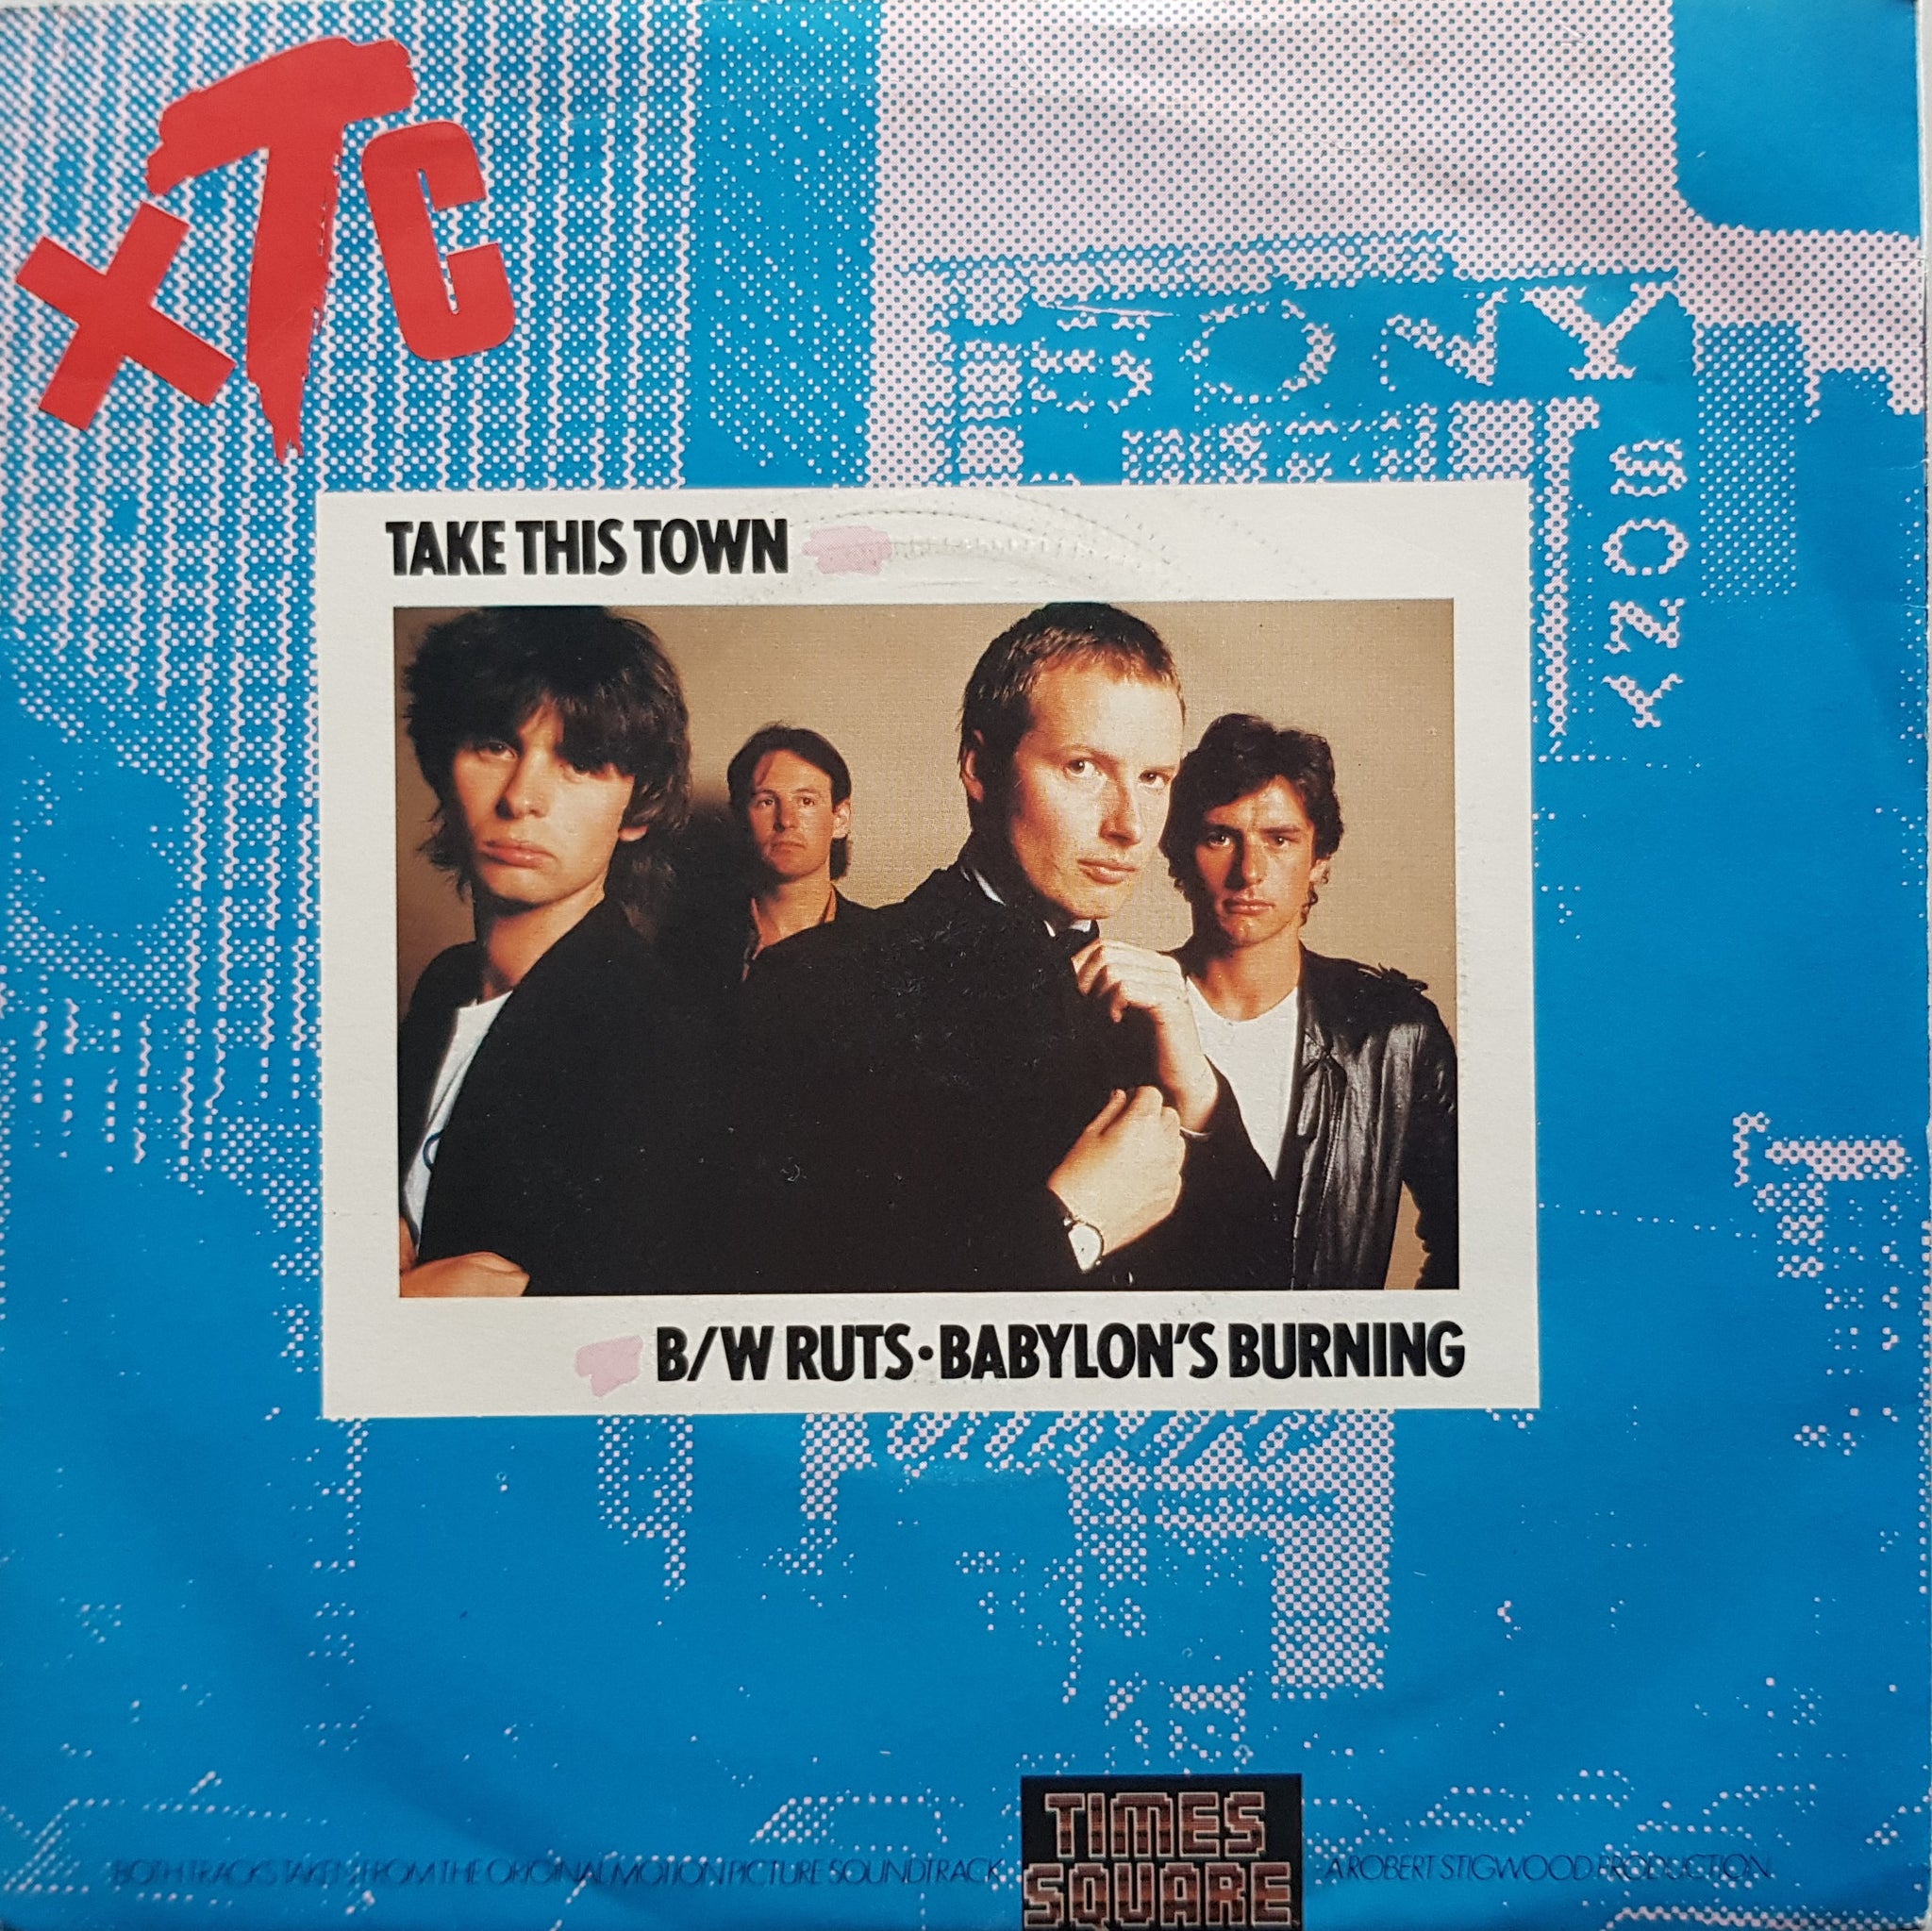 XTC
SONY
SONY
TAKE THIS TOWN
B/W RUTS • BABYLON'S BURNING
BOTH TRACKS TAKEN FROM THE ORIGINAL MOTION PICTURE SOUNDTRACK
TIMES
SQUARE
A ROBERT STIGWOOD PRODUCTION